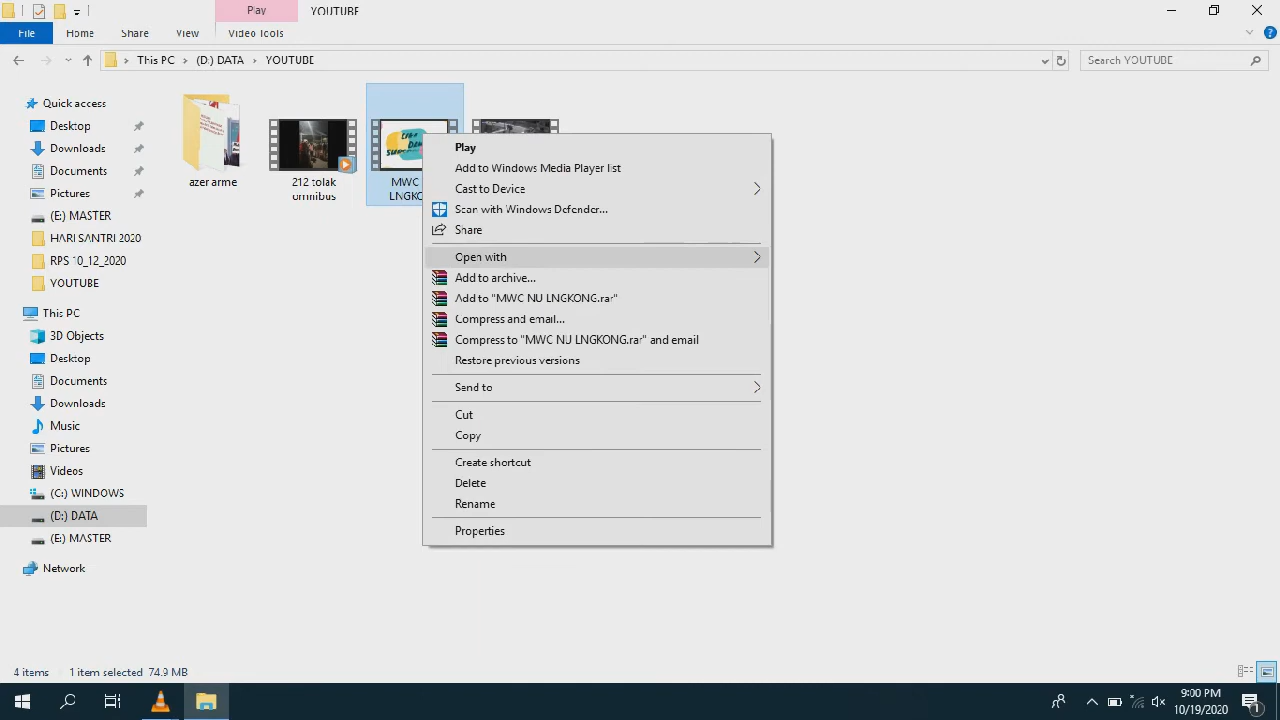 Play
YOUTUBE
File
Home
Share
View
Video Tools
This PC
(D:) DATA
YOUTUBE
Search YOUTUBE
Quick access
Desktop
Downloads
Documents
Pictures
(E:) MASTER
HARI SANTRI 2020
RPS 10_12_2020
YOUTUBE
This PC
3D Objects
Desktop
Documents
Downloads
Music
Pictures
Videos
(C:) WINDOWS
(D:) DATA
(E:) MASTER
Network
azer arme
212 tolak
omnibus
MWC
LNGKO
Play
Add to Windows Media Player list
Cast to Device
Scan with Windows Defender...
Share
Open with
Add to archive...
Add to "MWC NU LNGKONG.rar"
Compress and email...
Compress to "MWC NU LNGKONG.rar" and email
Restore previous versions
Send to
Cut
Copy
Create shortcut
Delete
Rename
Properties
4 items
1 item selected 74.9 MB
9:00 PM
10/19/2020
1